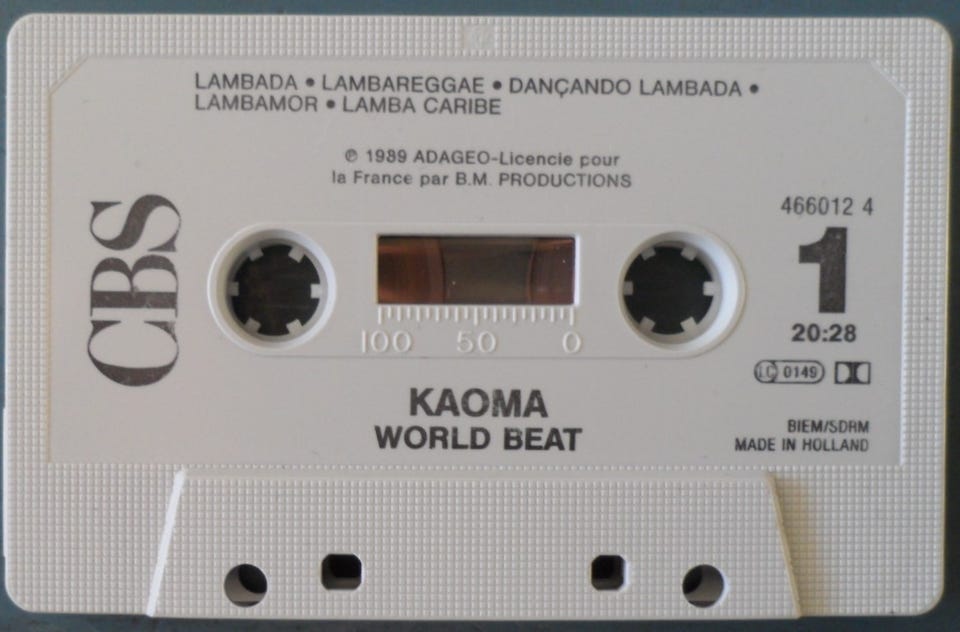 LAMBADA • LAMBAREGGAE • DANÇANDO LAMBADA •
LAMBAMOR • LAMBA CARIBE
℗ 1989 ADAGEO-Licencie pour
la France par B.M. PRODUCTIONS
CBS
466012 4
1
20:28
LC 0149
100 50 0
KAOMA
WORLD BEAT
BIEM/SDRM
MADE IN HOLLAND